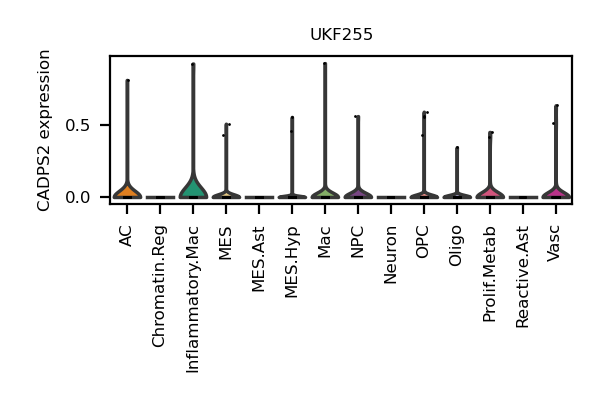 UKF255
CADPS2 expression
0.5
0.0
AC
Chromatin.Reg
Inflammatory.Mac
MES
MES.Ast
MES.Hyp
Mac
NPC
Neuron
OPC
Oligo
Prolif.Metab
Reactive.Ast
Vasc